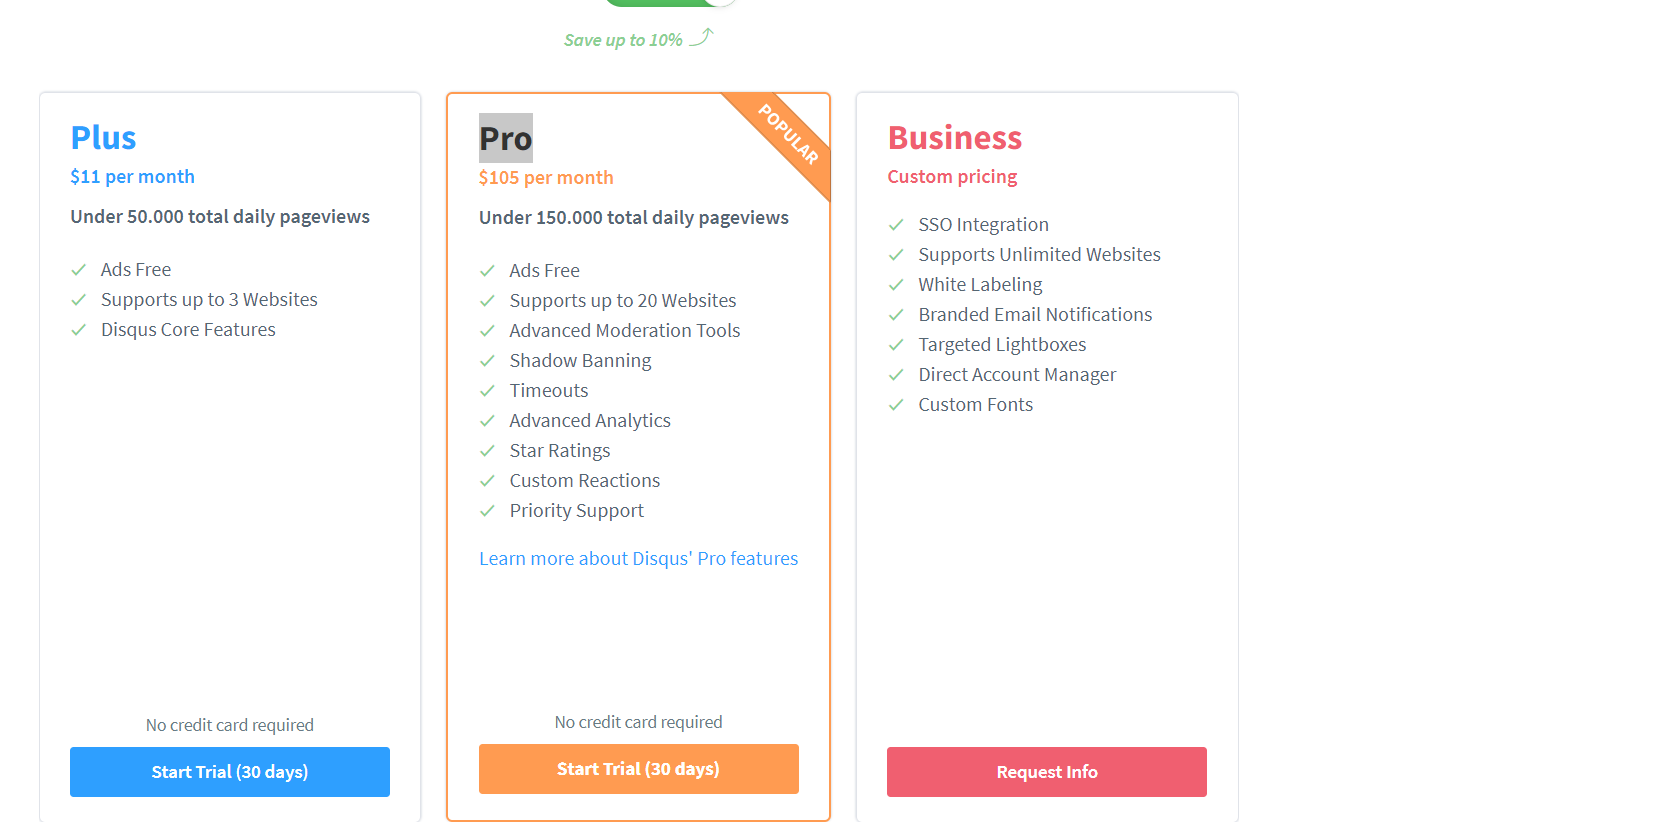 Save up to 10%
Plus
$11 per month
Under 50.000 total daily pageviews
Ads Free
Supports up to 3 Websites
Disqus Core Features
No credit card required
Start Trial (30 days)
POPULAR
Pro
$105 per month
Under 150.000 total daily pageviews
Ads Free
Supports up to 20 Websites
Advanced Moderation Tools
Shadow Banning
Timeouts
Advanced Analytics
Star Ratings
Custom Reactions
Priority Support
Learn more about Disqus' Pro features
No credit card required
Start Trial (30 days)
Business
Custom pricing
SSO Integration
Supports Unlimited Websites
White Labeling
Branded Email Notifications
Targeted Lightboxes
Direct Account Manager
Custom Fonts
Request Info